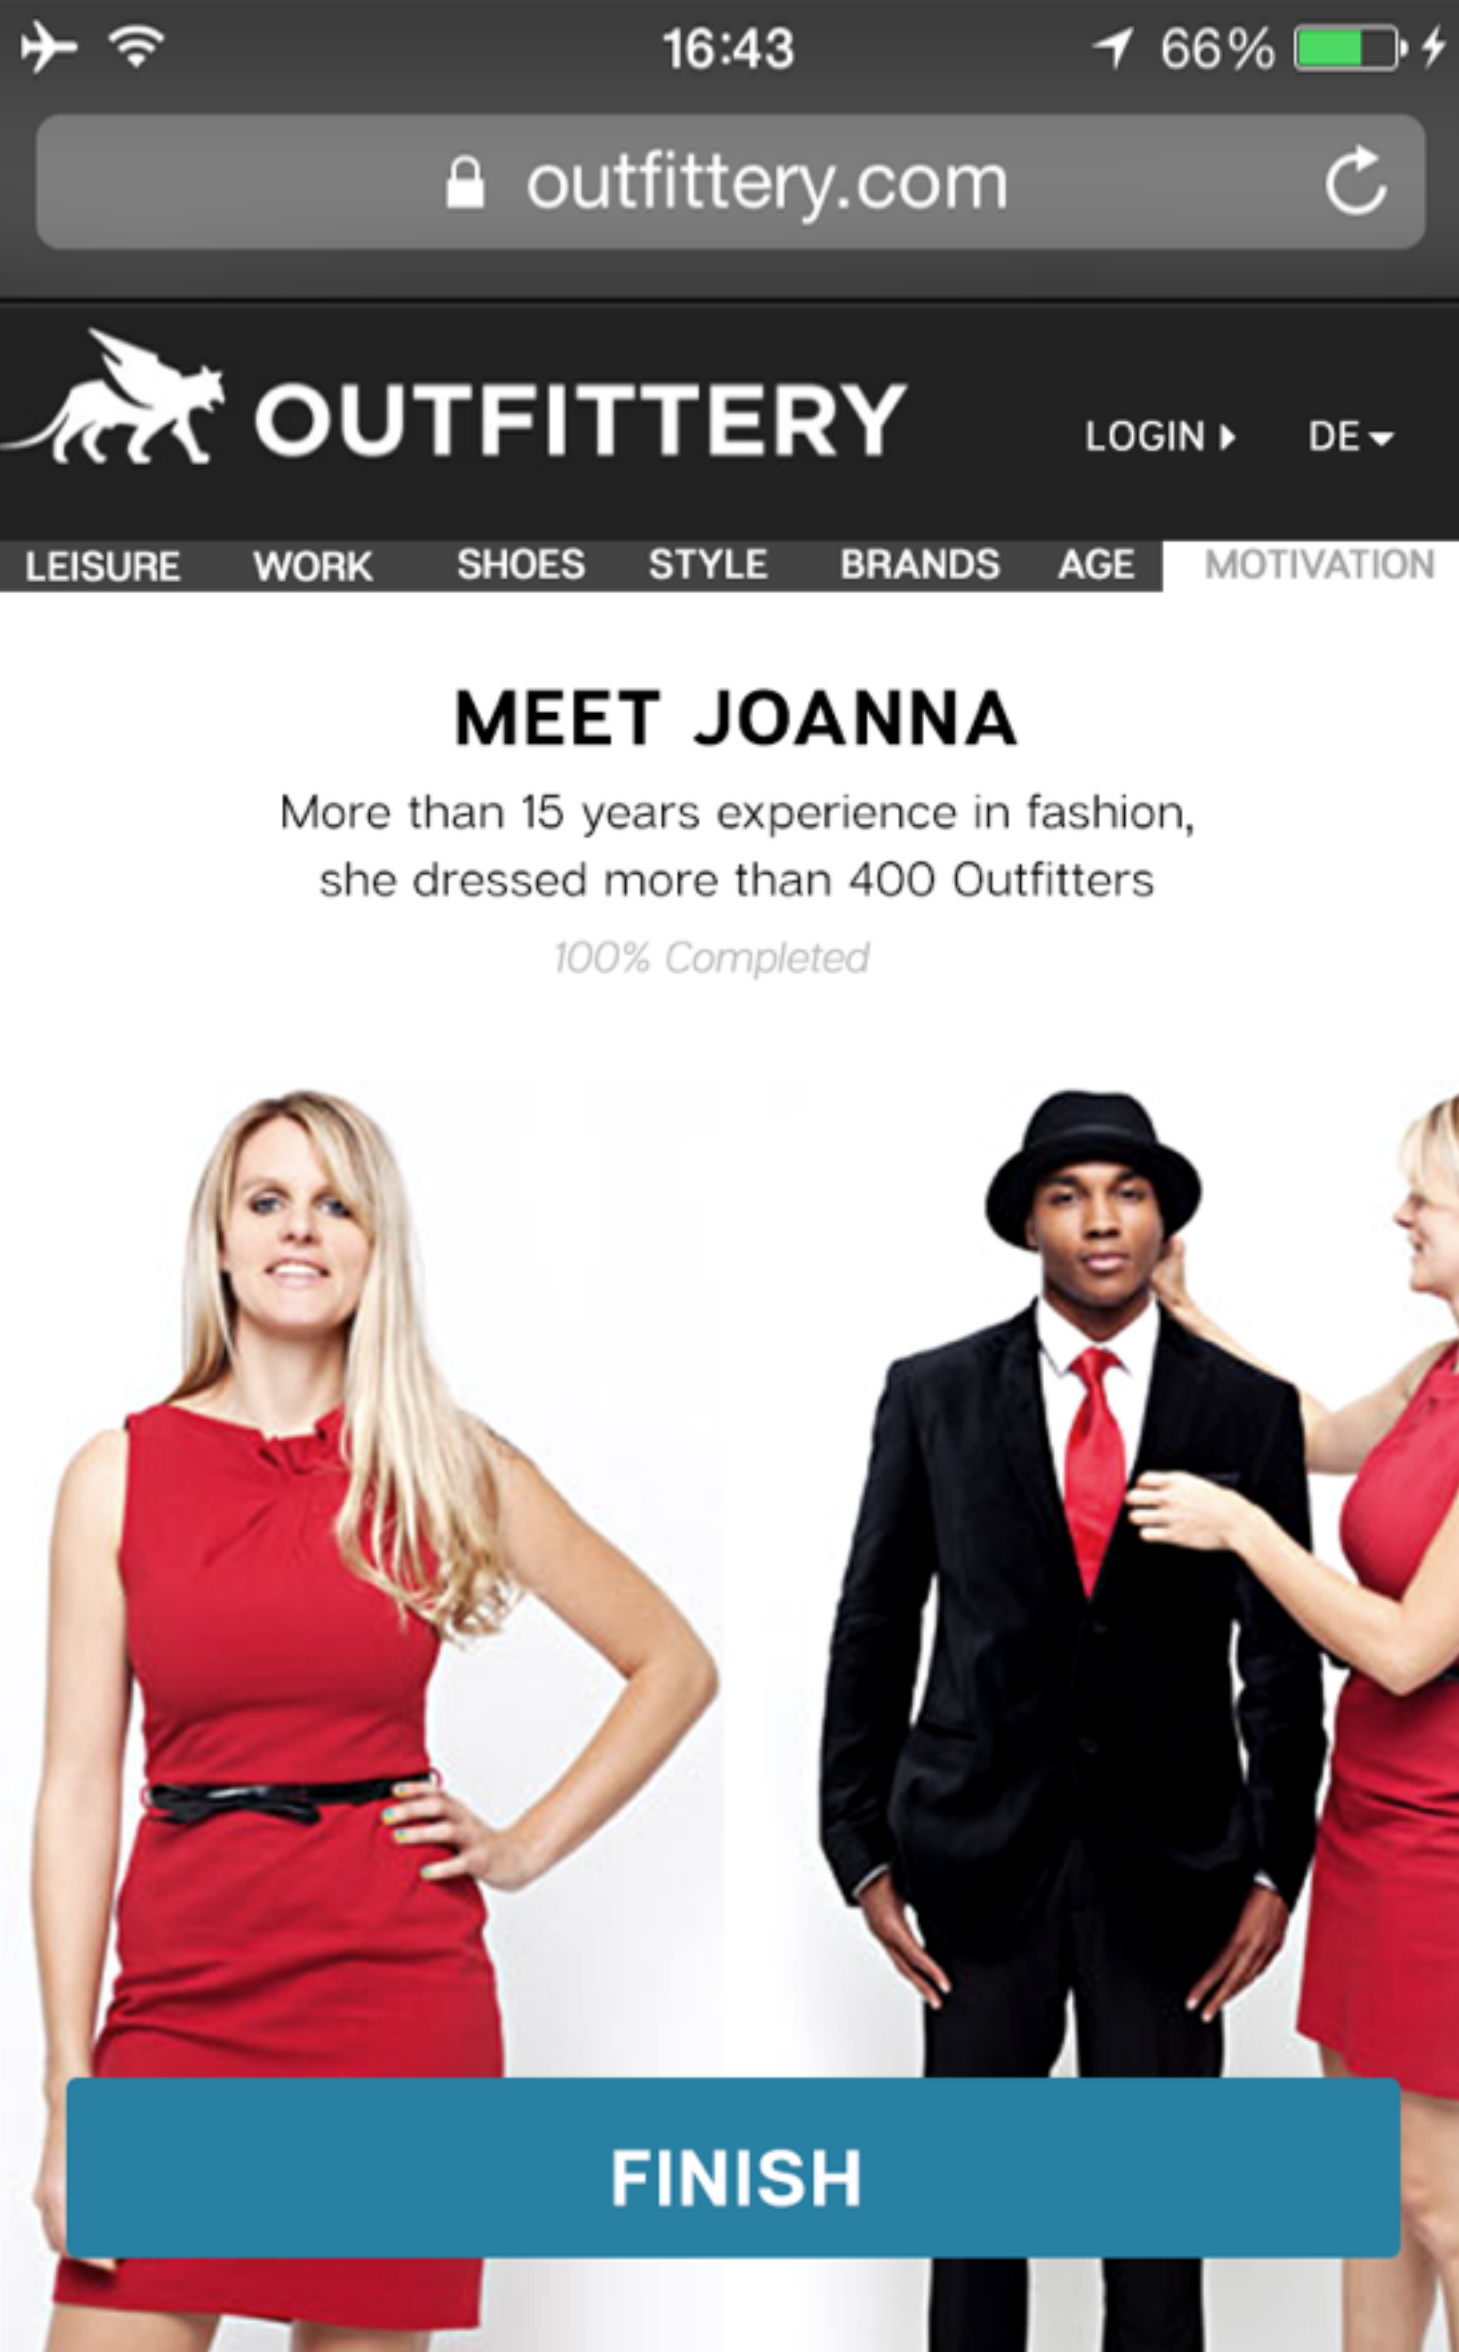 16:43 66%
outfittery.com
OUTFITTERY LOGIN DE
LEISURE WORK SHOES STYLE BRANDS AGE MOTIVATION
MEET JOANNA
More than 15 years experience in fashion,
she dressed more than 400 Outfitters
100% Completed
FINISH